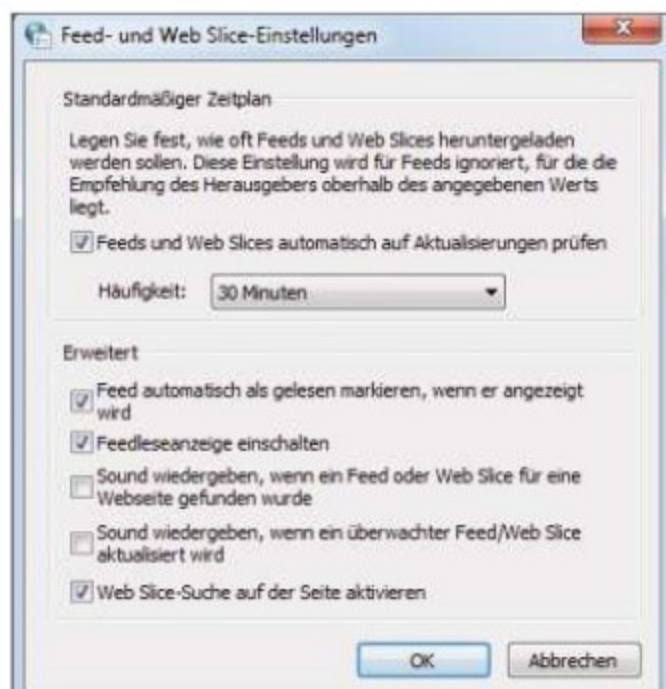 Feed- und Web Slice-Einstellungen
Standardmäßiger Zeitplan
Legen Sie fest, wie oft Feeds und Web Slices heruntergeladen
werden sollen. Diese Einstellung wird für Feeds ignoriert, für die die
Empfehlung des Herausgebers oberhalb des angegebenen Werts
liegt.
Feeds und Web Slices automatisch auf Aktualisierungen prüfen
Häufigkeit: 30 Minuten
Erweitert
Feed automatisch als gelesen markieren, wenn er angezeigt
wird
Feedleseanzeige einschalten
Sound wiedergeben, wenn ein Feed oder Web Slice für eine
Webseite gefunden wurde
Sound wiedergeben, wenn ein überwachter Feed/Web Slice
aktualisiert wird
Web Slice-Suche auf der Seite aktivieren
OK Abbrechen